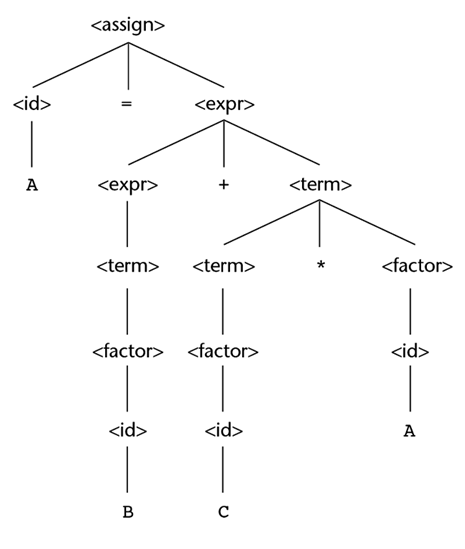 <assign>
<id> = <expr>
A <expr> + <term>
<term> <term> * <factor>
<factor> <factor> <id>
<id> <id> A
B C